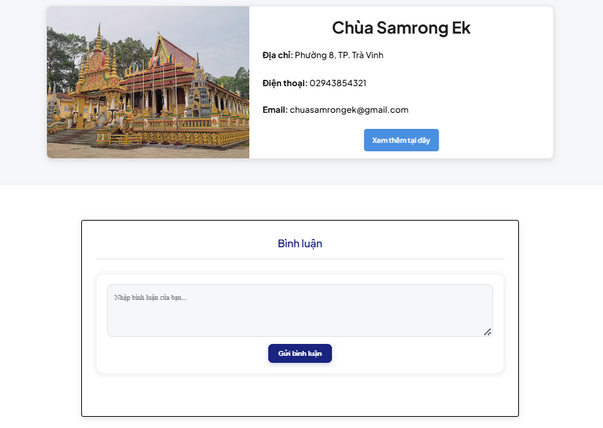 Chùa Samrong Ek
Địa chỉ: Phường 8, TP. Trà Vinh
Điện thoại: 02943854321
Email: chuasamrongek@gmail.com
Xem thêm tại đây
Bình luận
Nhập bình luận của bạn...
Gửi bình luận